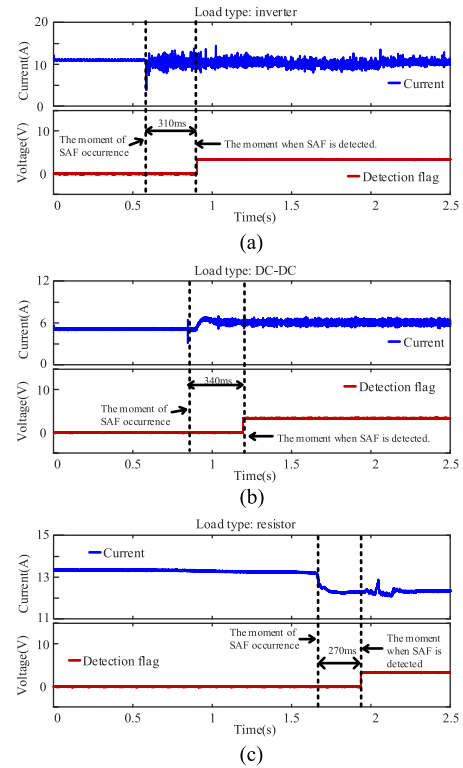 Load type: inverter
20
10
0
Current(A)
Current
310ms
The moment of
SAF occurrence
The moment when SAF is detected.
10
0
Voltage(V)
Detection flag
0 0.5 1 1.5 2 2.5
Time(s)
(a)
Load type: DC-DC
12
6
0
Current(A)
Current
340ms
The moment of
SAF occurrence
The moment when SAF is detected.
10
0
Voltage(V)
Detection flag
0 0.5 1 1.5 2 2.5
Time(s)
(b)
Load type: resistor
15
13
11
Current(A)
Current
The moment of
SAF occurrence
270ms
The moment
when SAF is
detected
10
0
Voltage(V)
Detection flag
0 0.5 1 1.5 2 2.5
Time(s)
(c)